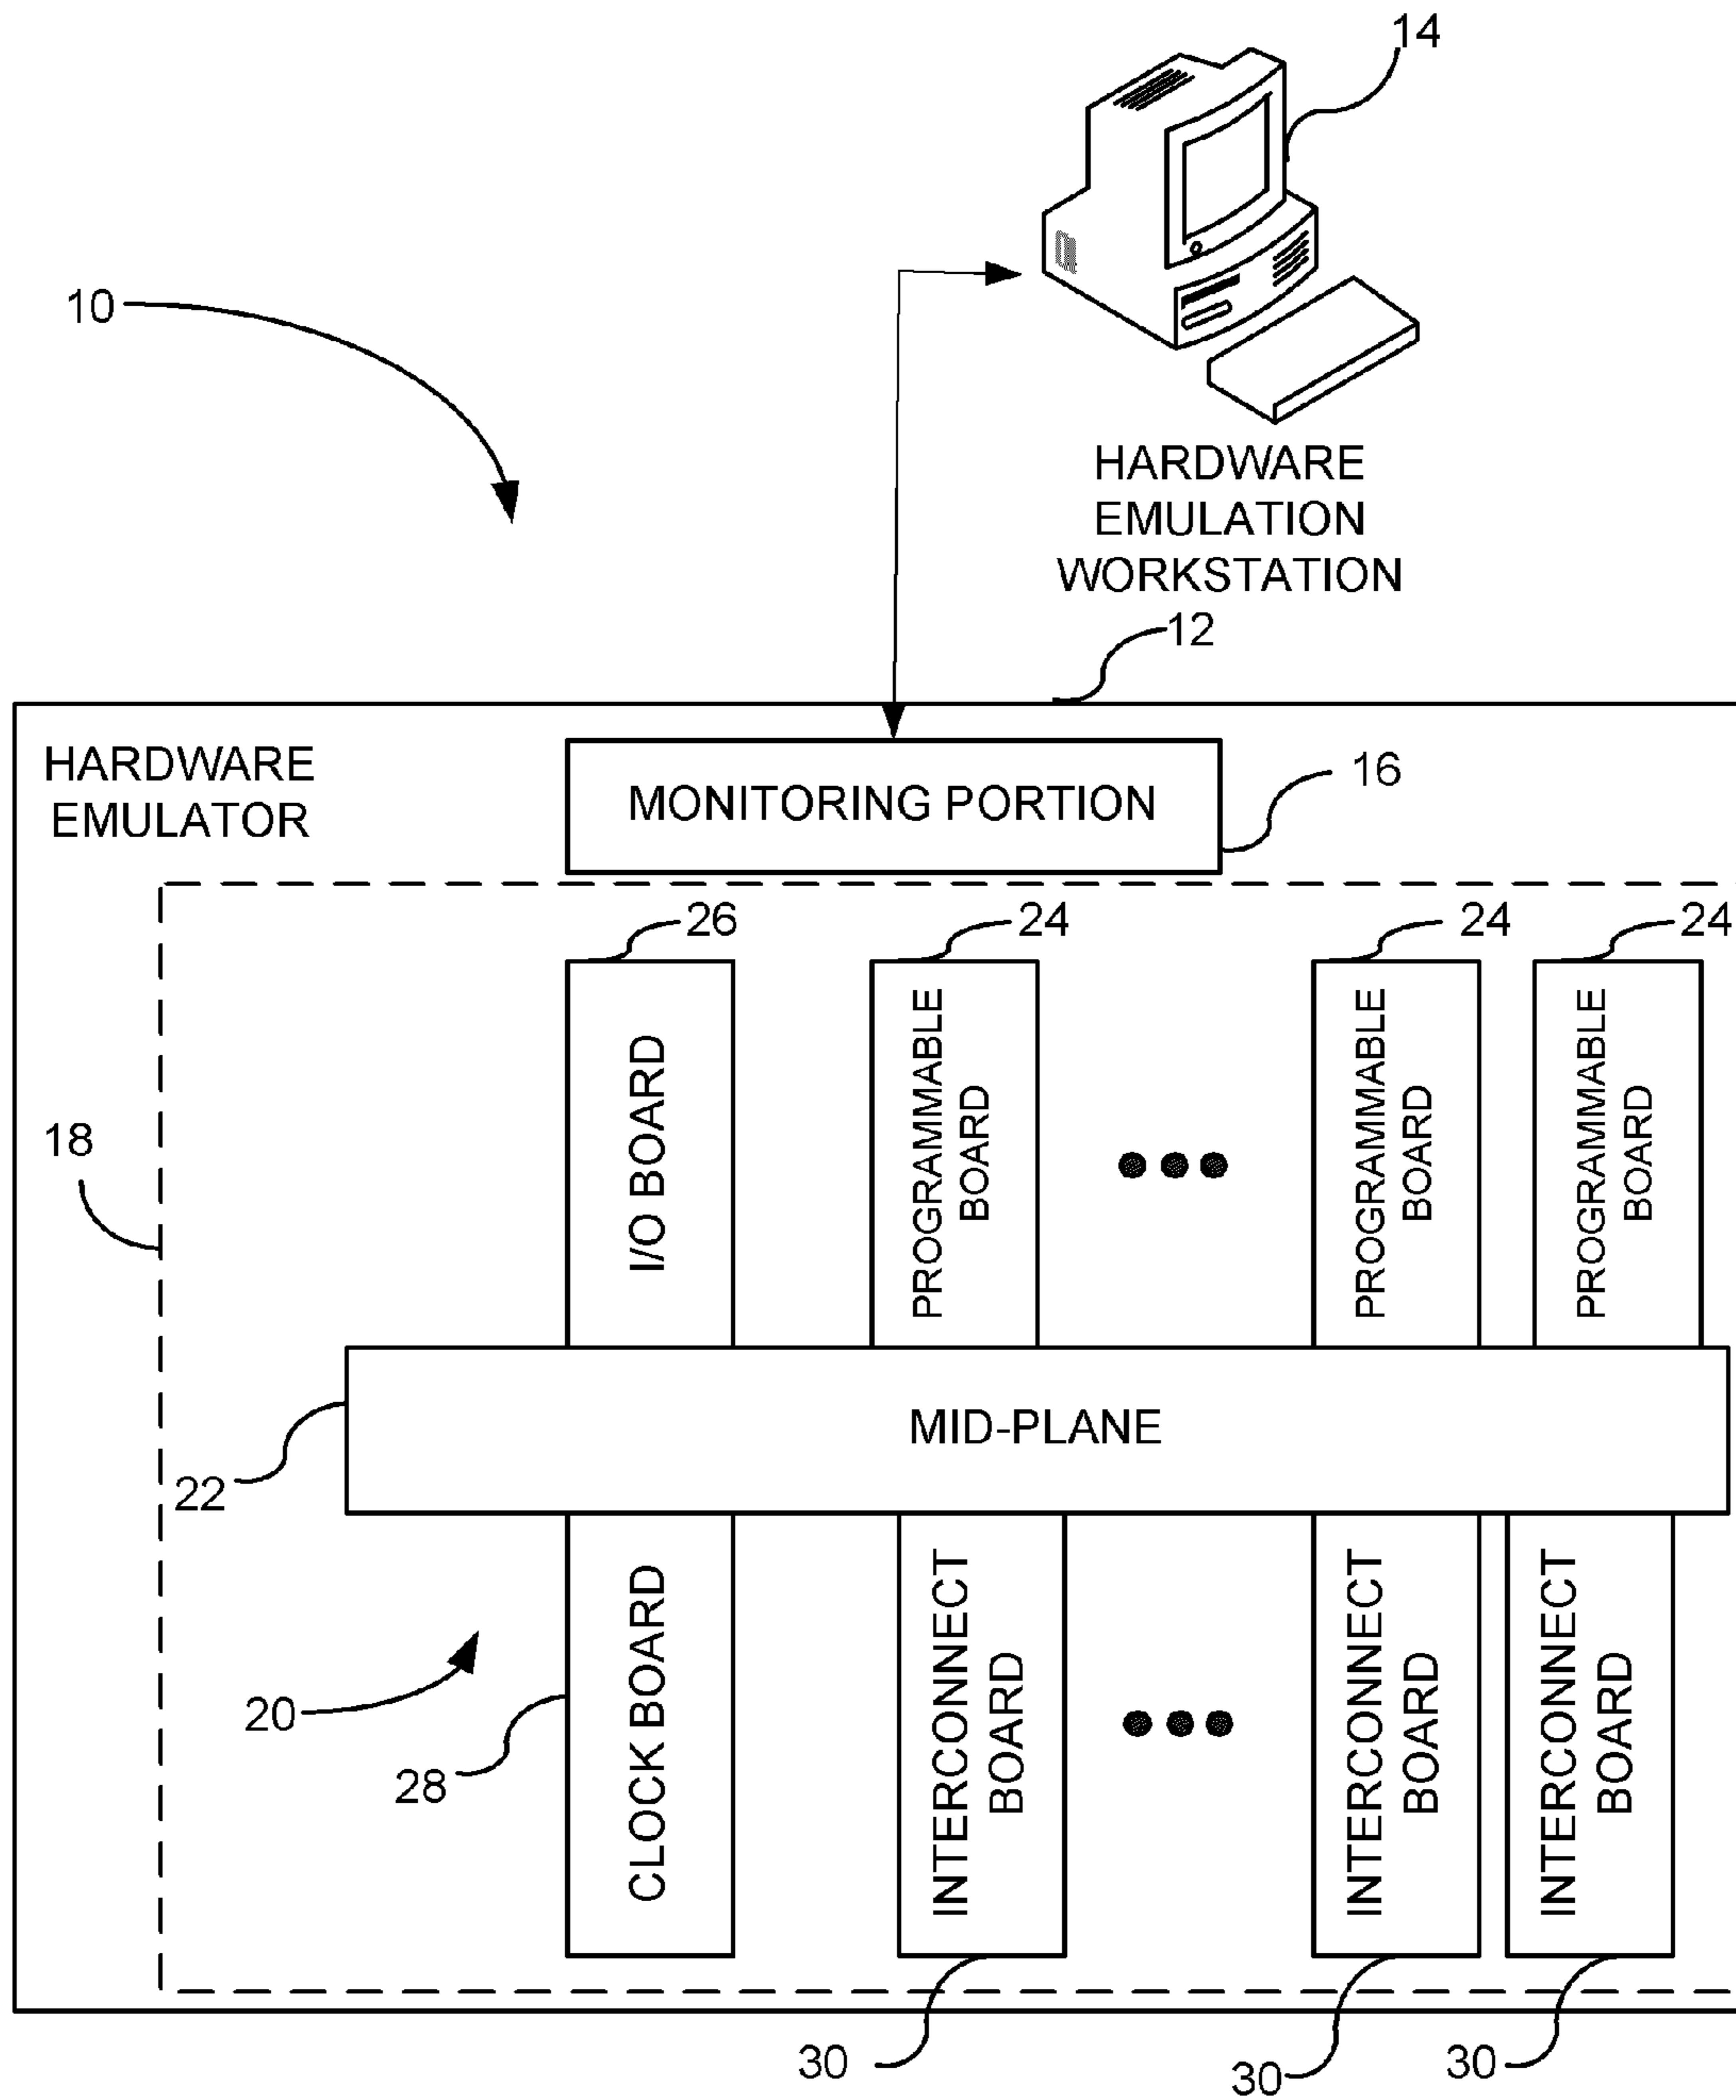 14
10
HARDWARE
EMULATION
WORKSTATION
12
HARDWARE
EMULATOR
MONITORING PORTION
16
26
24
24
24
I/O BOARD
PROGRAMMABLE
BOARD
PROGRAMMABLE
BOARD
PROGRAMMABLE
BOARD
18
MID-PLANE
22
CLOCK BOARD
INTERCONNECT
BOARD
INTERCONNECT
BOARD
INTERCONNECT
BOARD
20
28
30
30
30